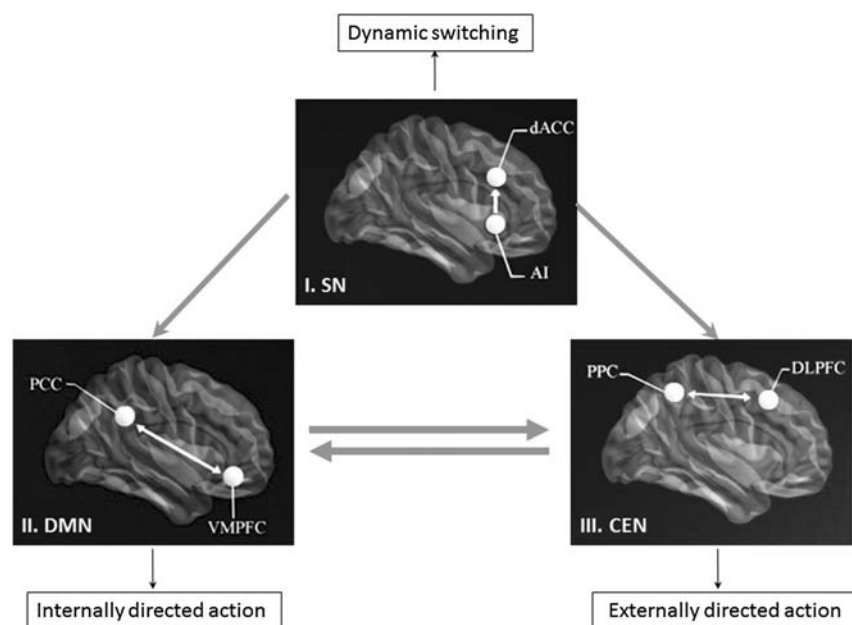 Dynamic switching
dACC
AI
I. SN
PCC
VMPFC
II. DMN
PPC
DLPFC
III. CEN
Internally directed action
Externally directed action